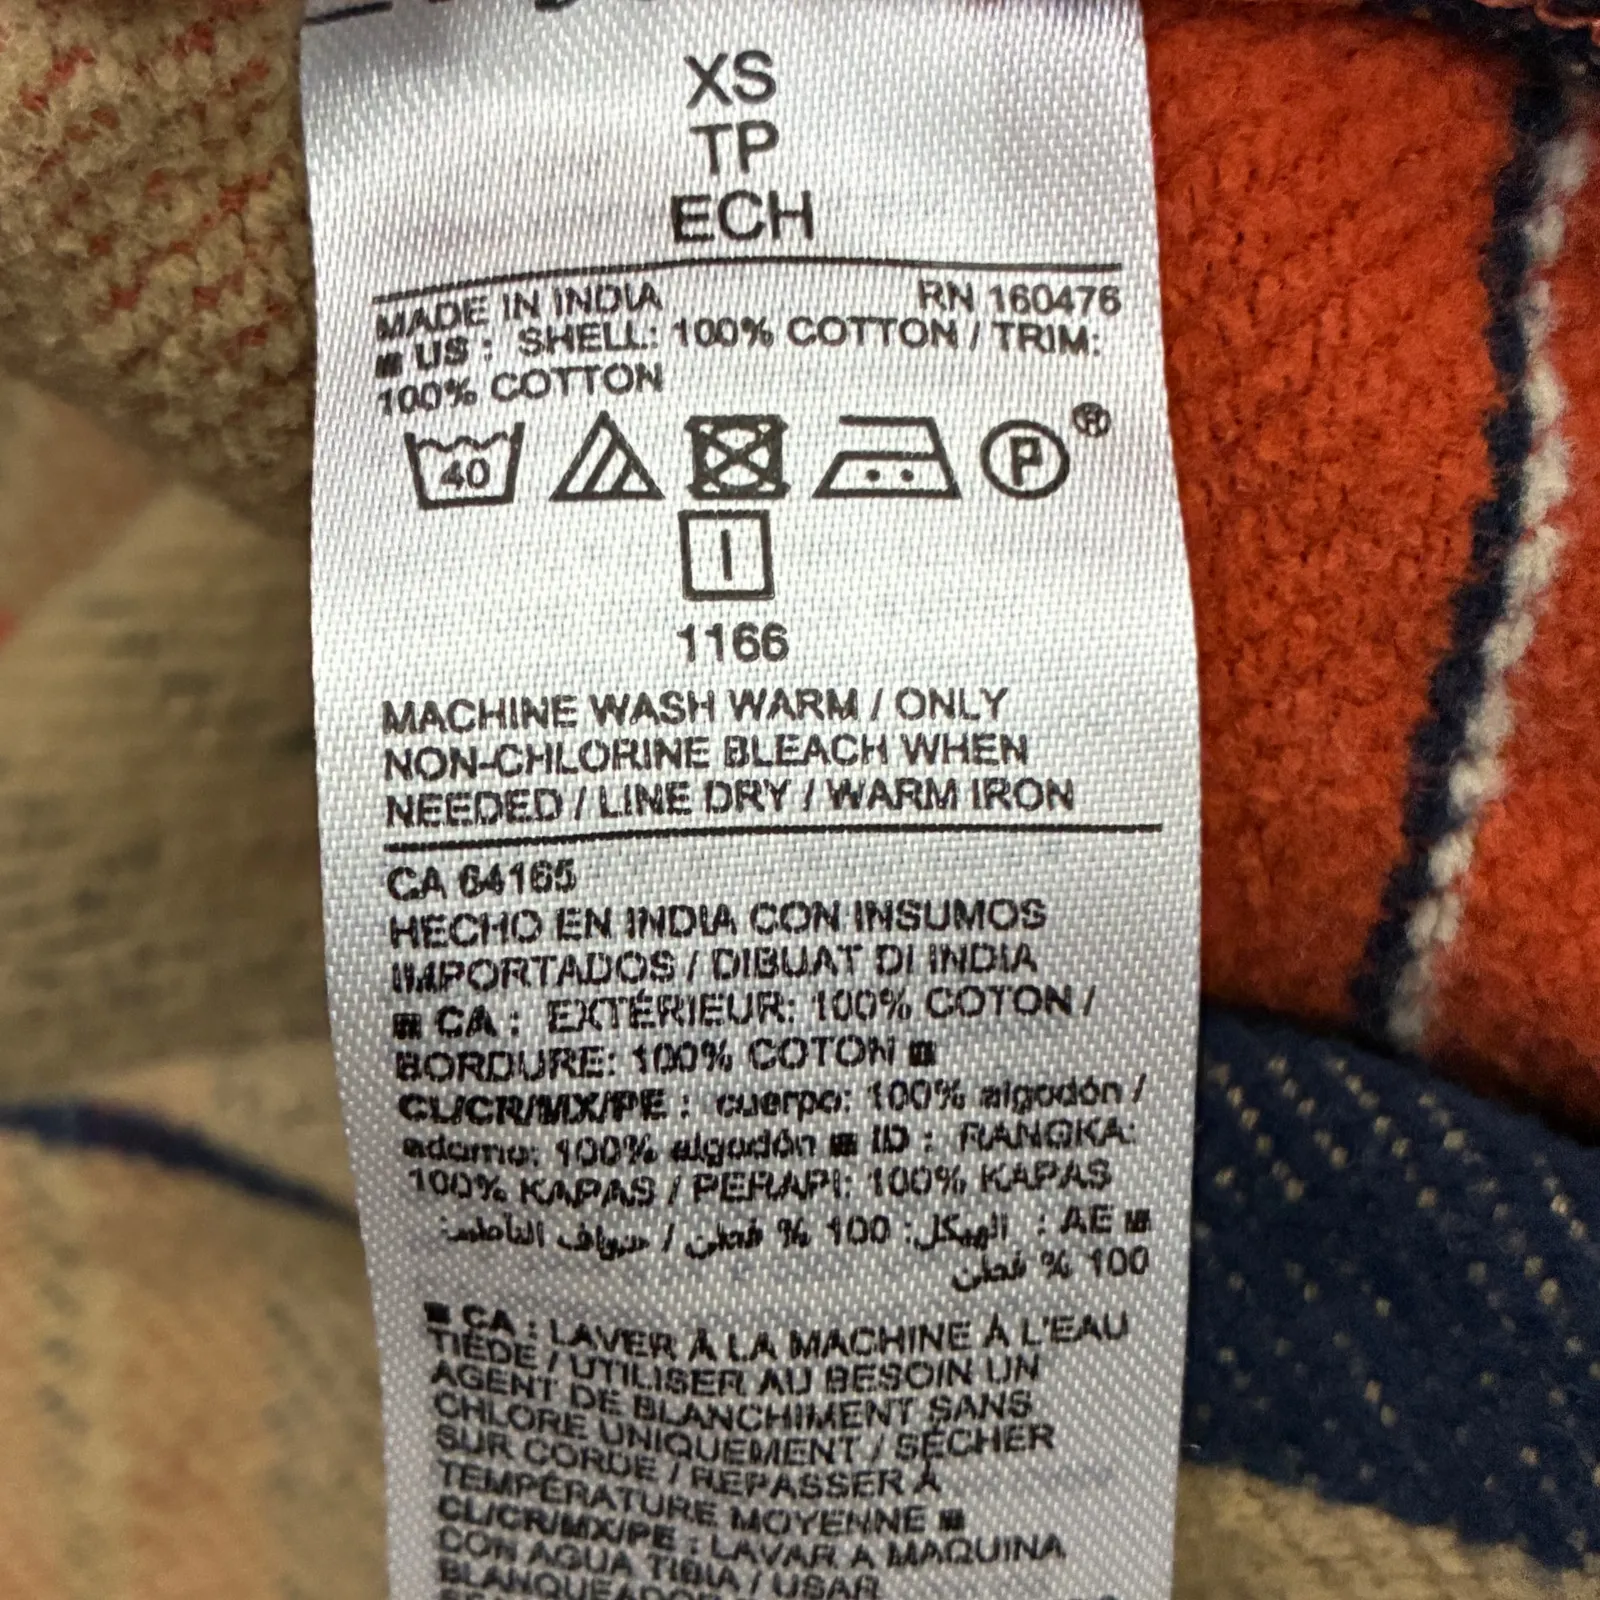 XS
TP
ECH
MADE IN INDIA RN 160476
■ US : SHELL: 100% COTTON / TRIM:
100% COTTON
40 P ®
1166
MACHINE WASH WARM / ONLY
NON-CHLORINE BLEACH WHEN
NEEDED / LINE DRY / WARM IRON
CA 64165
HECHO EN INDIA CON INSUMOS
IMPORTADOS / DIBUAT DI INDIA
■ CA : EXTÉRIEUR: 100% COTON /
BORDURE: 100% COTON ■
CL/CR/MX/PE : cuerpo: 100% algodón /
adorno: 100% algodón ■ ID : RANGKA:
100% KAPAS / PERAPI: 100% KAPAS
■ AE : الهيكل: 100 % قطن / حواف التأطير:
100 % قطن
■ CA : LAVER À LA MACHINE À L'EAU
TIÈDE / UTILISER AU BESOIN UN
AGENT DE BLANCHIMENT SANS
CHLORE UNIQUEMENT / SÉCHER
SUR CORDE / REPASSER À
TEMPÉRATURE MOYENNE ■
CL/CR/MX/PE : LAVAR A MAQUINA
CON AGUA TIBIA / USAR